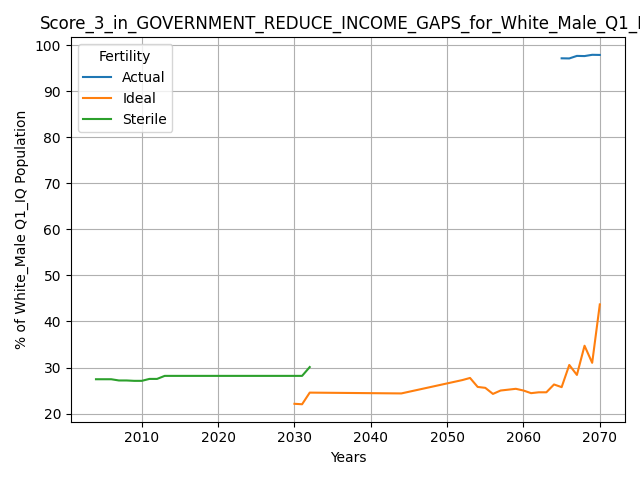 Score_3_in_GOVERNMENT_REDUCE_INCOME_GAPS_for_White_Male_Q1_I
Fertility
Actual
Ideal
Sterile
% of White_Male Q1_IQ Population
100
90
80
70
60
50
40
30
20
2010
2020
2030
2040
2050
2060
2070
Years